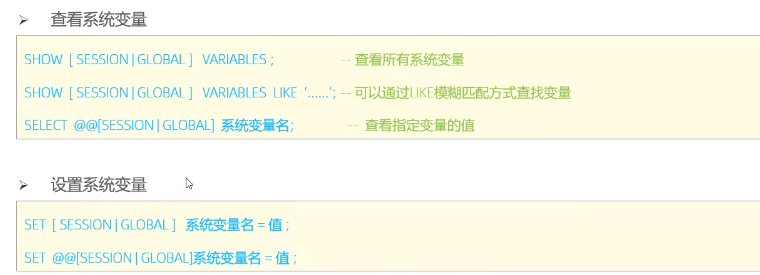 ➢ 查看系统变量
SHOW [ SESSION | GLOBAL ] VARIABLES ; -- 查看所有系统变量
SHOW [ SESSION | GLOBAL ] VARIABLES LIKE '......'; -- 可以通过LIKE模糊匹配方式查找变量
SELECT @@[SESSION | GLOBAL] 系统变量名; -- 查看指定变量的值
➢ 设置系统变量
SET [ SESSION | GLOBAL ] 系统变量名 = 值 ;
SET @@[SESSION | GLOBAL]系统变量名 = 值 ;